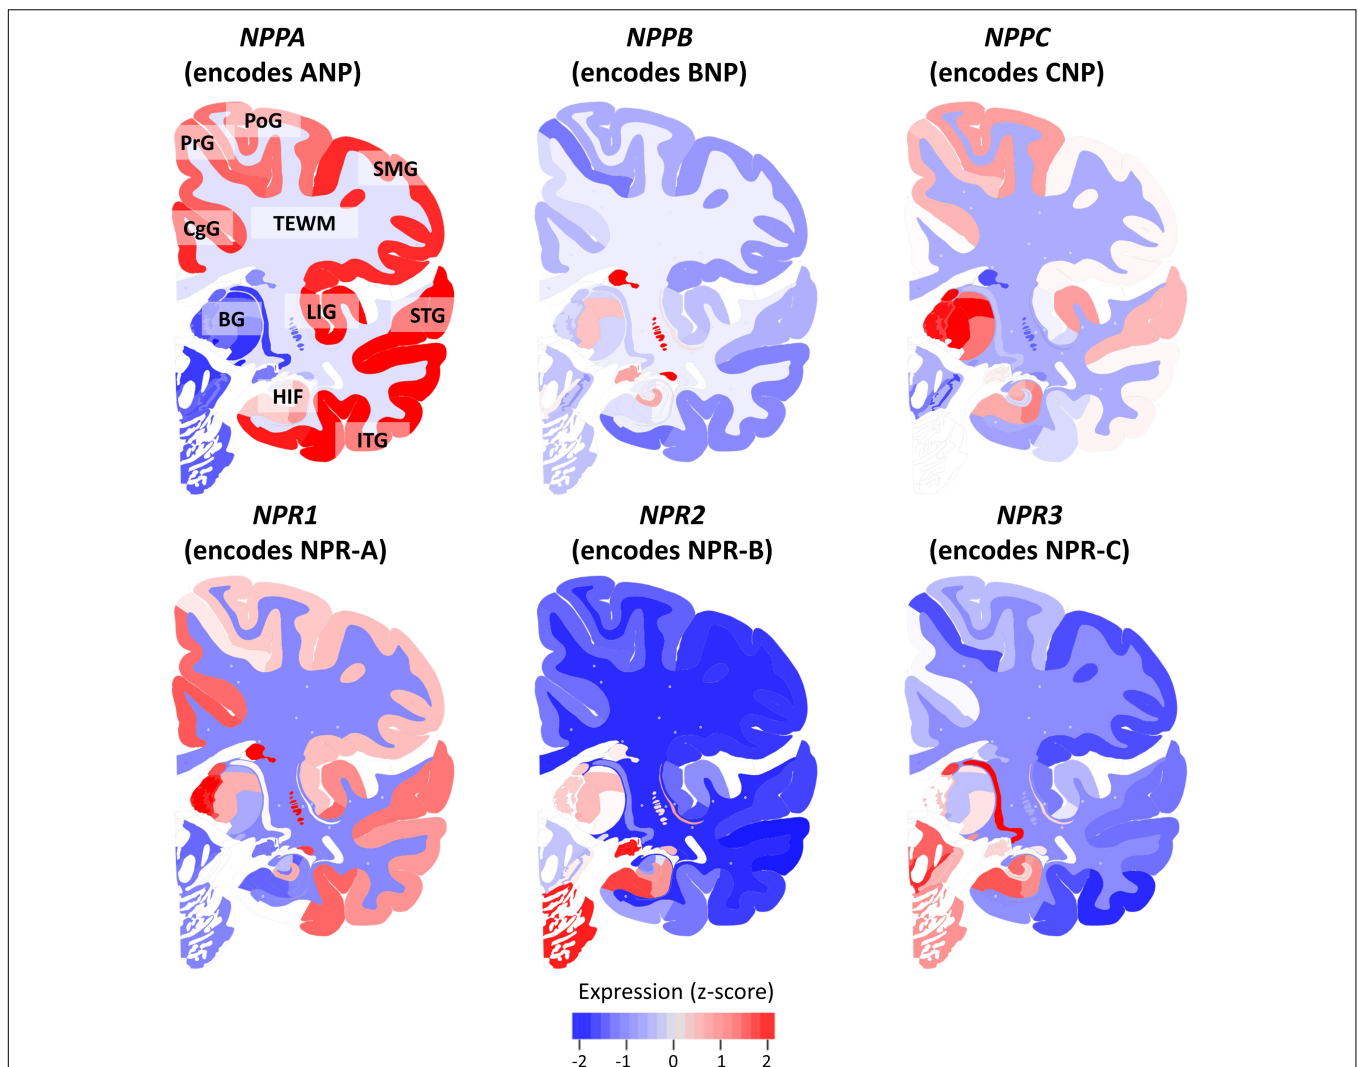 NPPA
(encodes ANP)
NPPB
(encodes BNP)
NPPC
(encodes CNP)
PoG
PrG
SMG
CgG
TEWM
BG
LIG
STG
HIF
ITG
NPR1
(encodes NPR-A)
NPR2
(encodes NPR-B)
NPR3
(encodes NPR-C)
Expression (z-score)
-2 -1 0 1 2